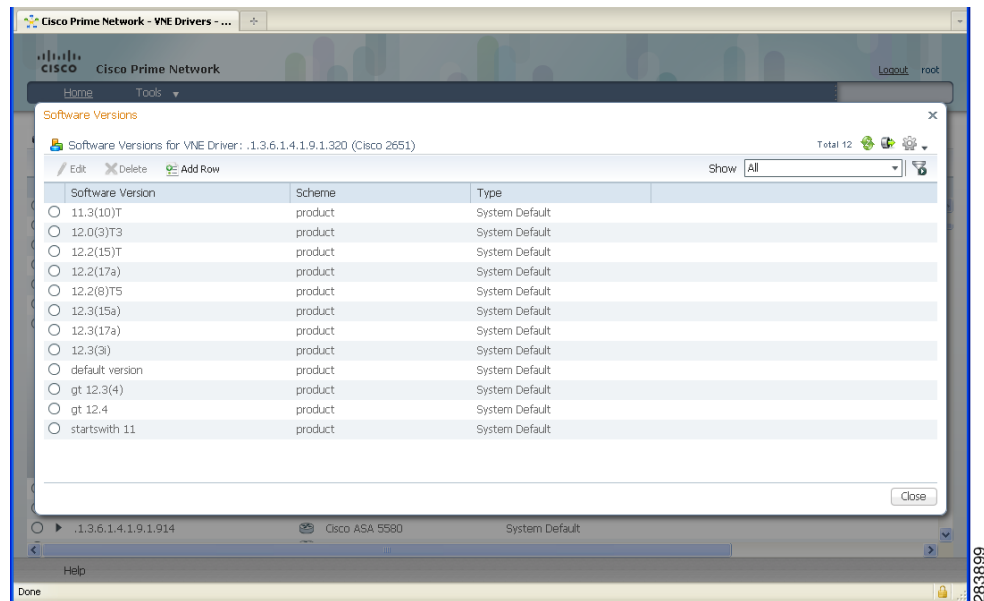 Cisco Prime Network - VNE Drivers - ...
CISCO Cisco Prime Network
Logout root
Home Tools
Software Versions
Software Versions for VNE Driver: .1.3.6.1.4.1.9.1.320 (Cisco 2651) Total 12
Edit Delete Add Row Show All
Software Version Scheme Type
11.3(10)T product System Default
12.0(3)T3 product System Default
12.2(15)T product System Default
12.2(17a) product System Default
12.2(8)T5 product System Default
12.3(15a) product System Default
12.3(17a) product System Default
12.3(3i) product System Default
default version product System Default
gt 12.3(4) product System Default
gt 12.4 product System Default
startswith 11 product System Default
Close
.1.3.6.1.4.1.9.1.914 Cisco ASA 5580 System Default
Help
Done
283899